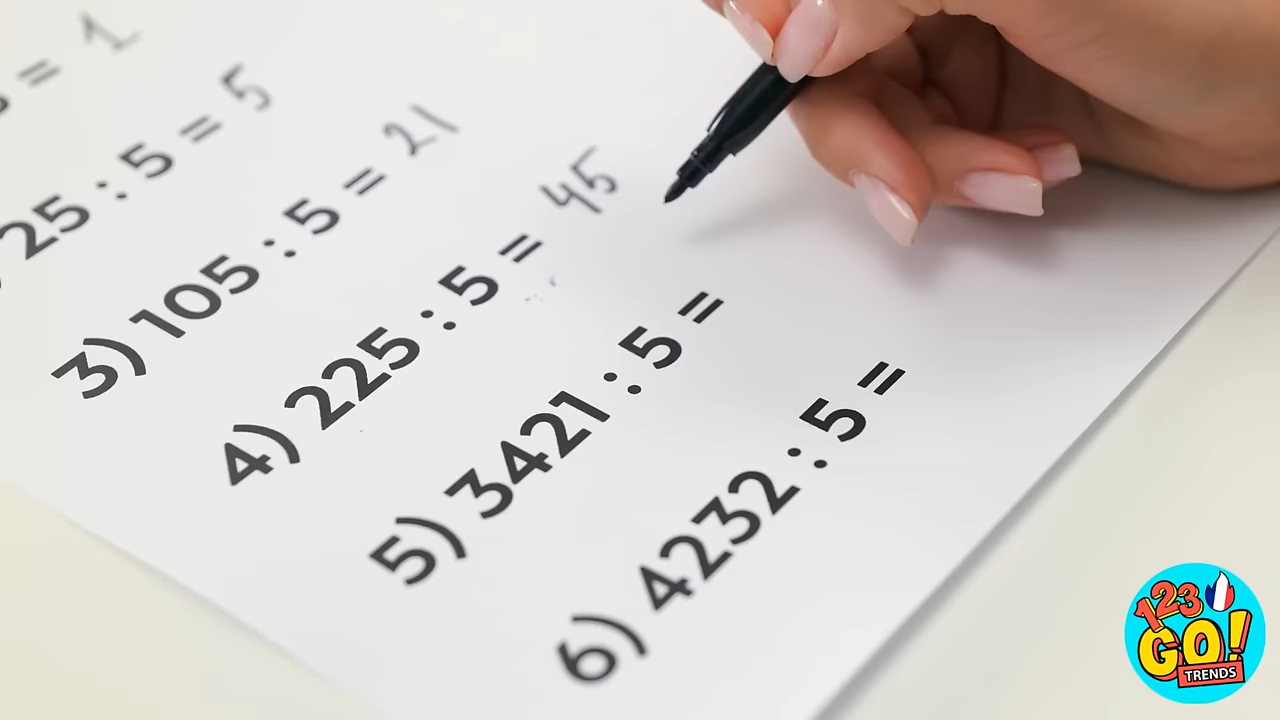 = 1
25 : 5 = 5
3) 105 : 5 = 21
4) 225 : 5 = 45
5) 3421 : 5 =
6) 4232 : 5 =
123
GO!
TRENDS